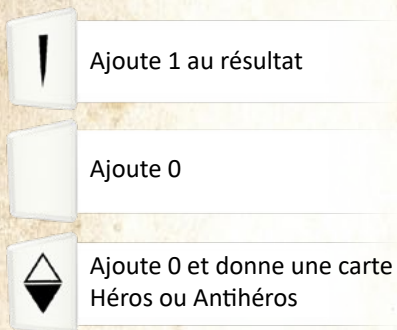 Ajoute 1 au résultat
Ajoute 0
Ajoute 0 et donne une carte
Héros ou Antihéros